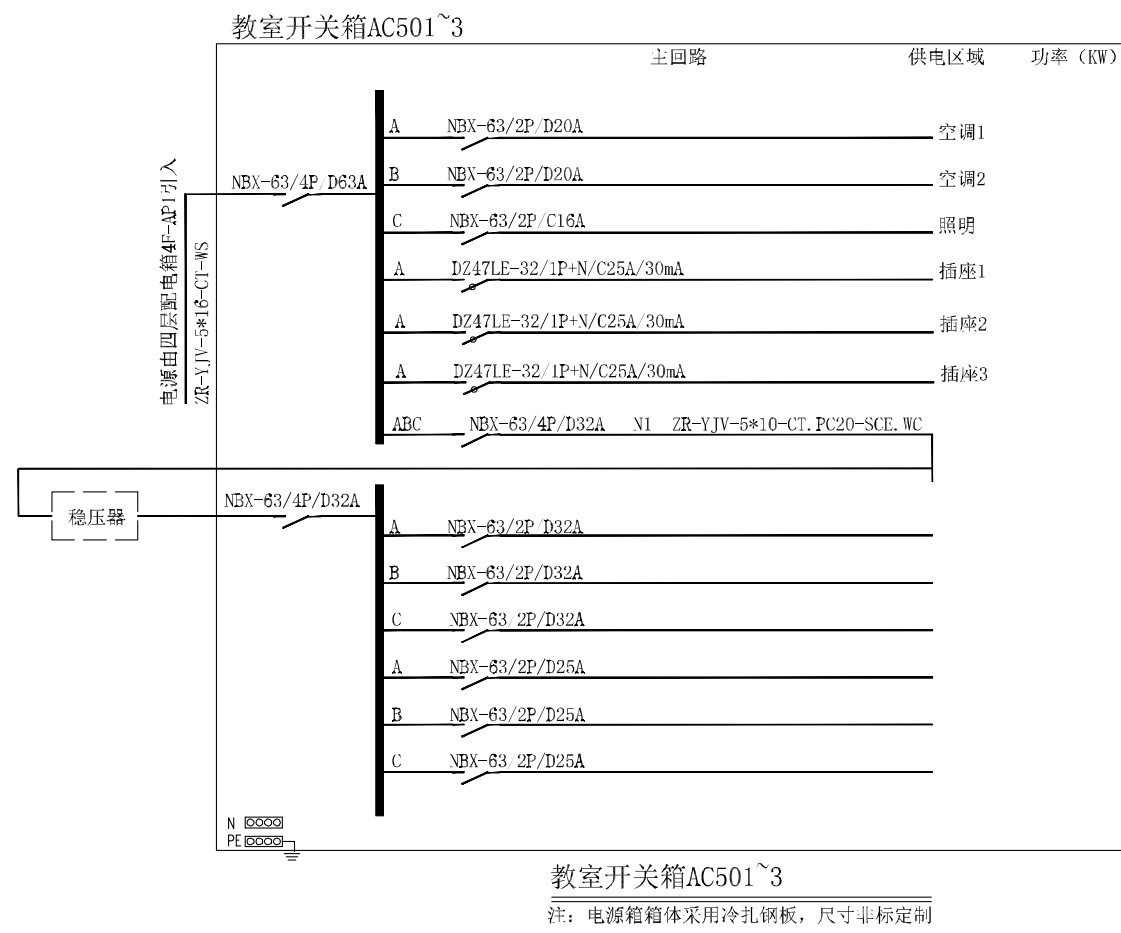 教室开关箱AC501~3
主回路 供电区域 功率（KW）
电源由四层配电箱4F-AP1引入
ZR-YJV-5*16-CT-WS
NBX-63/4P/D63A
A NBX-63/2P/D20A 空调1
B NBX-63/2P/D20A 空调2
C NBX-63/2P/C16A 照明
A DZ47LE-32/1P+N/C25A/30mA 插座1
A DZ47LE-32/1P+N/C25A/30mA 插座2
A DZ47LE-32/1P+N/C25A/30mA 插座3
ABC NBX-63/4P/D32A N1 ZR-YJV-5*10-CT.PC20-SCE.WC
稳压器
NBX-63/4P/D32A
A NBX-63/2P/D32A
B NBX-63/2P/D32A
C NBX-63/2P/D32A
A NBX-63/2P/D25A
B NBX-63/2P/D25A
C NBX-63/2P/D25A
N
PE
教室开关箱AC501~3
注：电源箱箱体采用冷扎钢板，尺寸非标定制